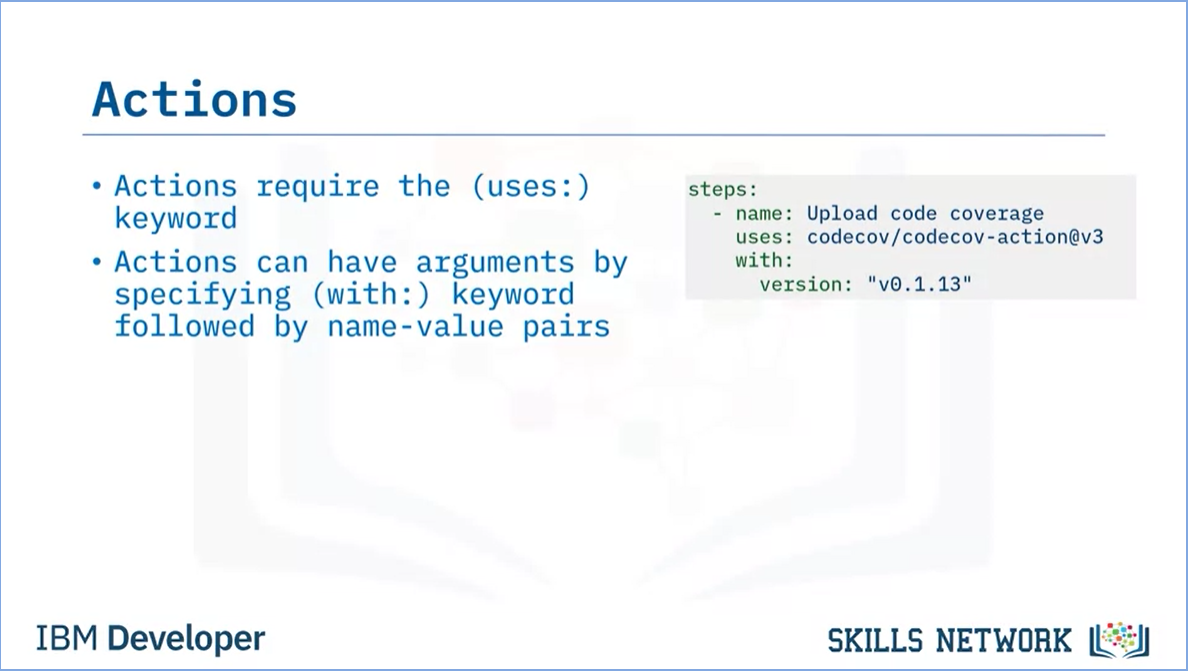 Actions
• Actions require the (uses:)
keyword
• Actions can have arguments by
specifying (with:) keyword
followed by name-value pairs
steps:
  - name: Upload code coverage
    uses: codecov/codecov-action@v3
    with:
      version: "v0.1.13"
IBM Developer
SKILLS NETWORK